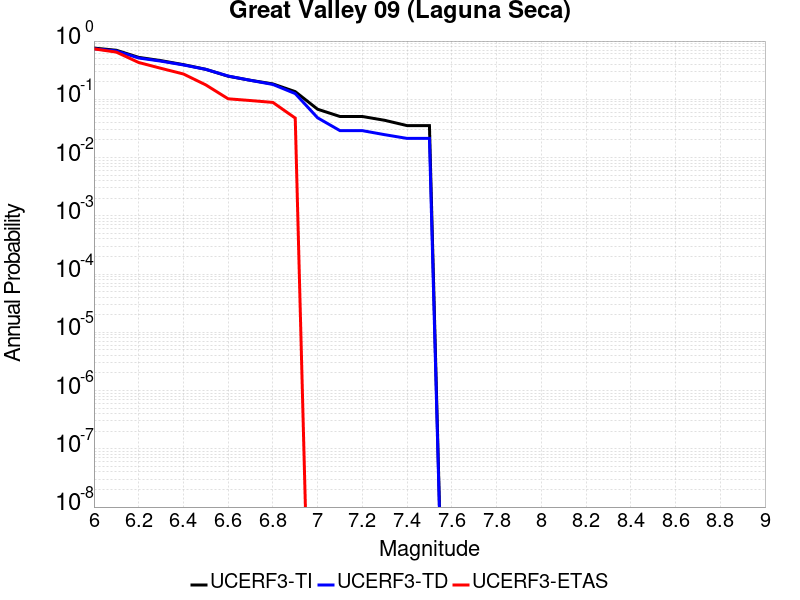 Great Valley 09 (Laguna Seca)
10^0
10^-1
10^-2
10^-3
10^-4
10^-5
10^-6
10^-7
10^-8
Annual Probability
6 6.2 6.4 6.6 6.8 7 7.2 7.4 7.6 7.8 8 8.2 8.4 8.6 8.8 9
Magnitude
UCERF3-TI UCERF3-TD UCERF3-ETAS